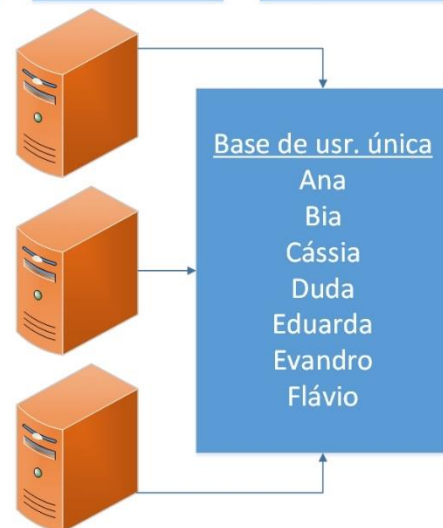 Base de usr. única
Ana
Bia
Cássia
Duda
Eduarda
Evandro
Flávio